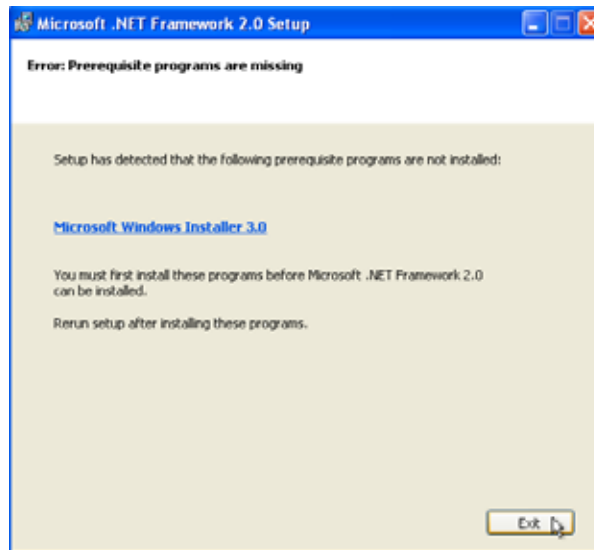 Microsoft .NET Framework 2.0 Setup
Error: Prerequisite programs are missing
Setup has detected that the following prerequisite programs are not installed:
Microsoft Windows Installer 3.0
You must first install these programs before Microsoft .NET Framework 2.0
can be installed.
Rerun setup after installing these programs.
Exit